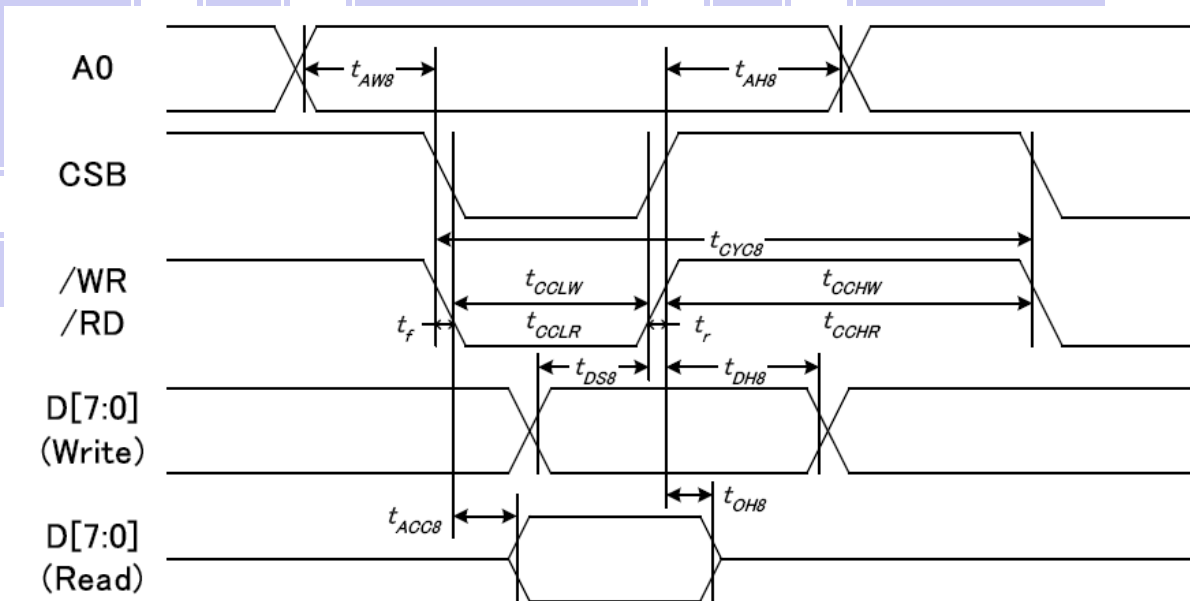 A0
t_AW8
t_AH8
CSB
t_CYC8
/WR
/RD
t_CCLW
t_CCHW
t_f
t_CCLR
t_r
t_CCHR
t_DS8
t_DH8
D[7:0]
(Write)
t_ACC8
t_OH8
D[7:0]
(Read)